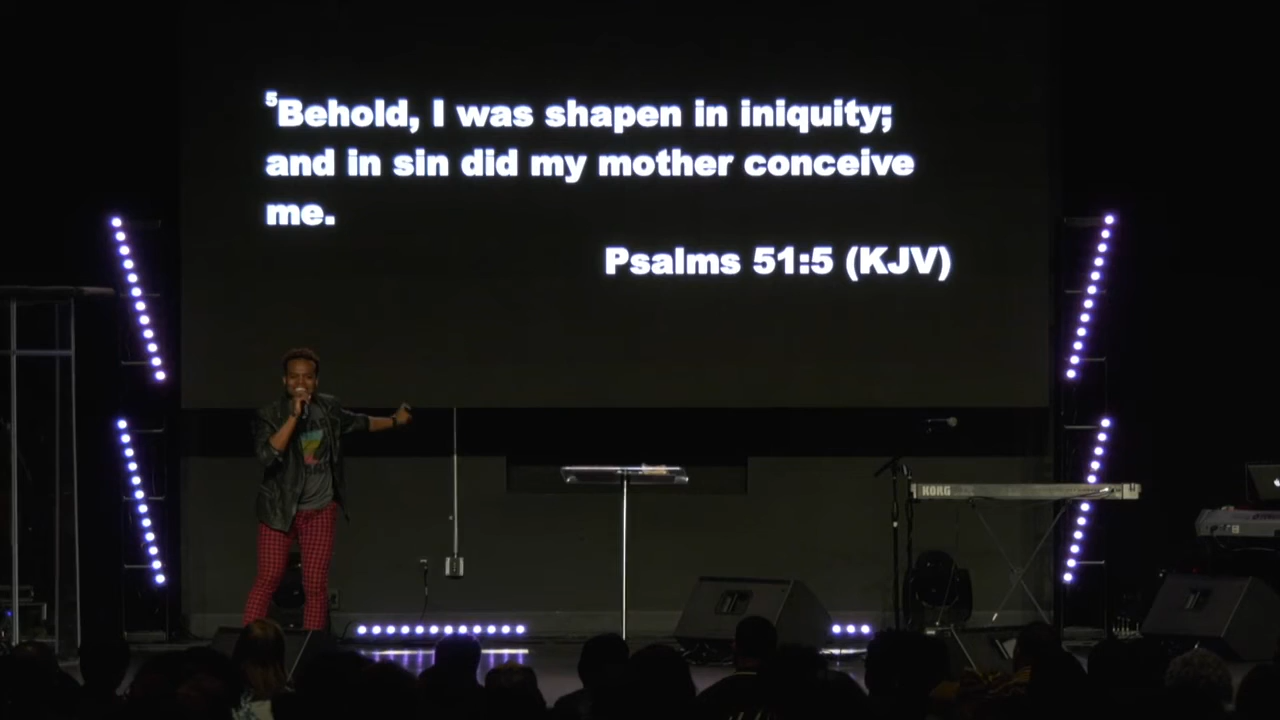 ⁵Behold, I was shapen in iniquity;
and in sin did my mother conceive
me.
Psalms 51:5 (KJV)
KORG